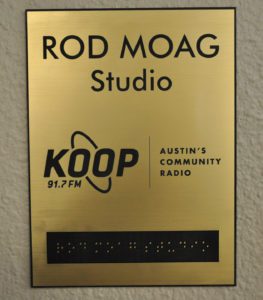 ROD MOAG
Studio
KOOP
91.7 FM
AUSTIN'S
COMMUNITY
RADIO